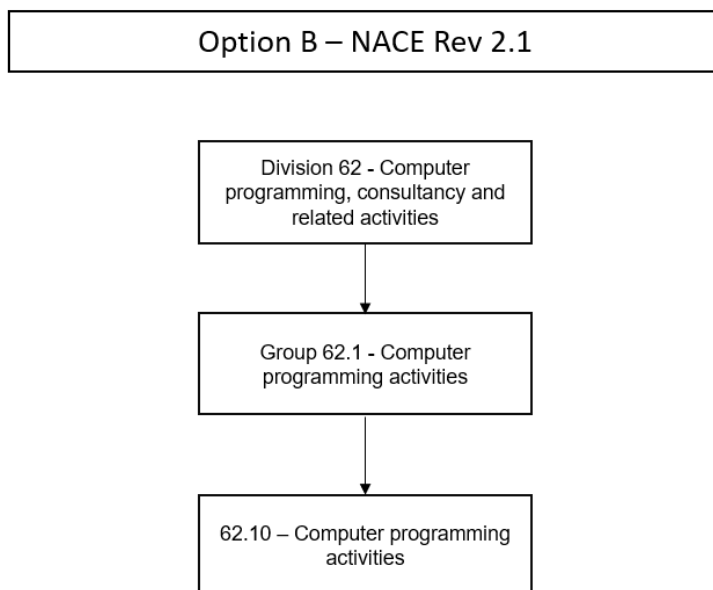 Option B – NACE Rev 2.1
Division 62 - Computer
programming, consultancy and
related activities
Group 62.1 - Computer
programming activities
62.10 – Computer programming
activities